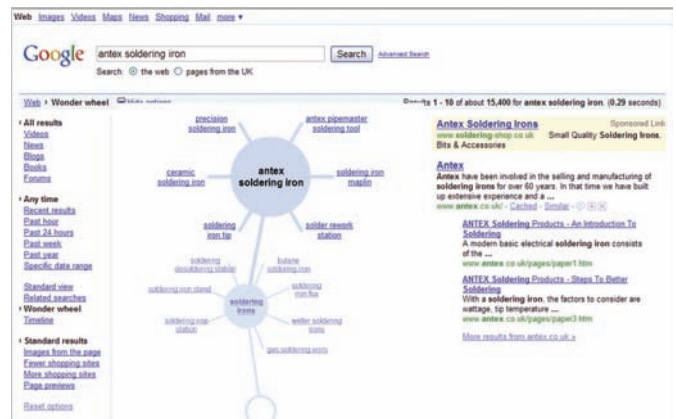 Web Images Videos Maps News Shopping Mail more ▼
Google
antex soldering iron
Search
Advanced Search
Search: the web pages from the UK
Web › Wonder wheel
Hide options
Results 1 - 10 of about 15,400 for antex soldering iron. (0.29 seconds)
› All results
Videos
News
Blogs
Books
Forums
› Any time
Recent results
Past hour
Past 24 hours
Past week
Past year
Specific date range
Standard view
Related searches
› Wonder wheel
Timeline
› Standard results
Images from the page
Fewer shopping sites
More shopping sites
Page previews
Reset options
precision
soldering iron
antex pipemaster
soldering tool
ceramic
soldering iron
antex
soldering iron
soldering iron
maplin
soldering
iron tip
solder rework
station
soldering
desoldering station
butane
soldering iron
soldering iron stand
soldering
irons
soldering
iron flux
soldering iron
station
weller soldering
irons
gas soldering irons
Antex Soldering Irons
Sponsored Link
www.soldering-shop.co.uk Small Quality Soldering Irons,
Bits & Accessories
Antex
Antex have been involved in the selling and manufacturing of
soldering irons for over 60 years. In that time we have built
up extensive experience and a ...
www.antex.co.uk/ - Cached - Similar -
ANTEX Soldering Products - An Introduction To
Soldering
A modern basic electrical soldering iron consists
of the ...
www.antex.co.uk/pages/paper1.htm
ANTEX Soldering Products - Steps To Better
Soldering
With a soldering iron, the factors to consider are
wattage, tip temperature ...
www.antex.co.uk/pages/paper3.htm
More results from antex.co.uk »